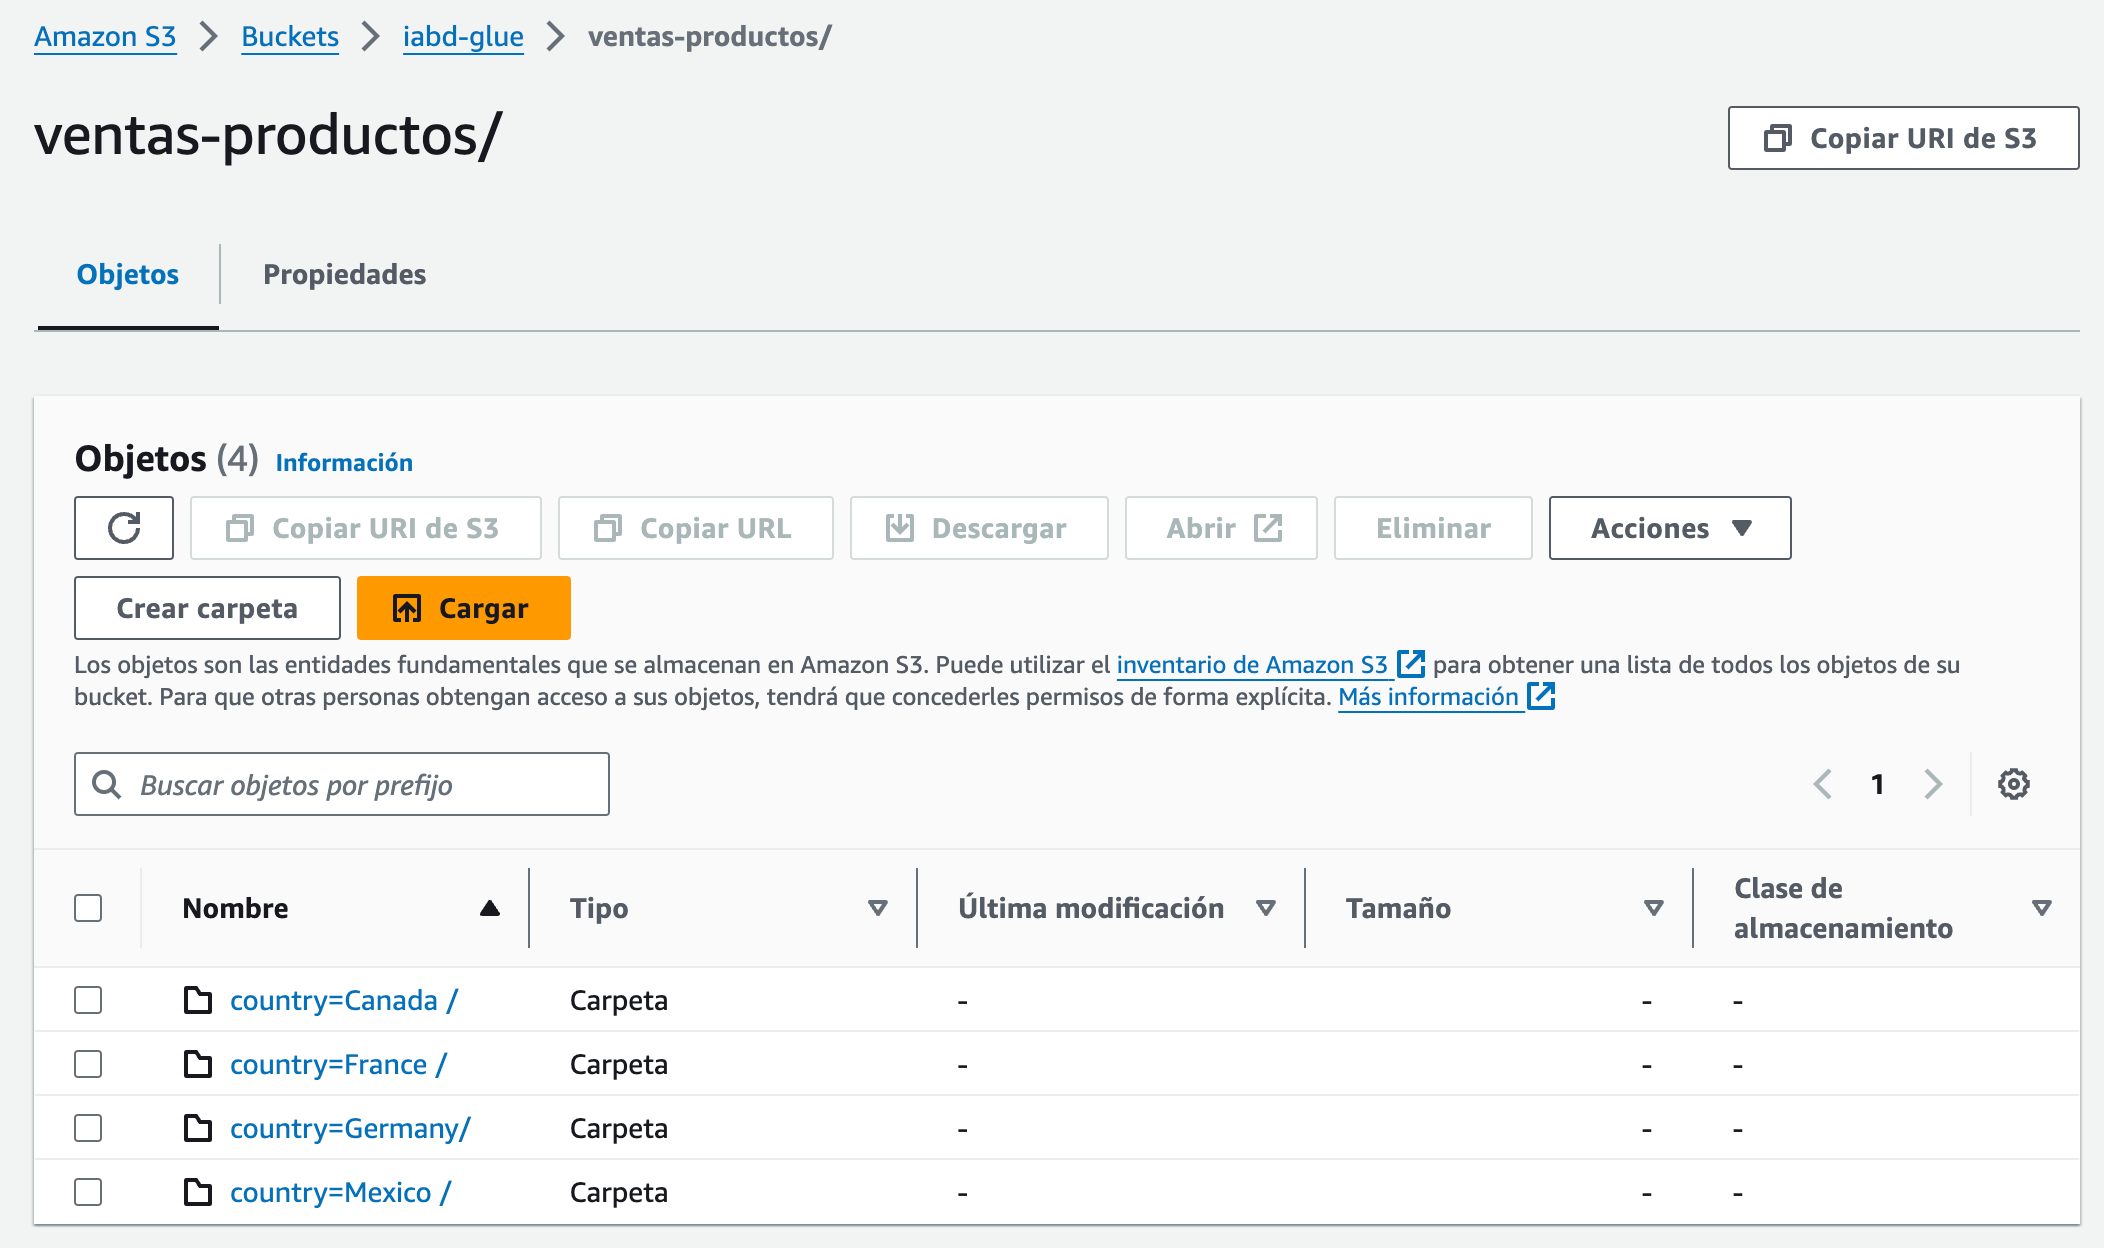 Amazon S3 > Buckets > iabd-glue > ventas-productos/
ventas-productos/
Copiar URI de S3
Objetos
Propiedades
Objetos (4) Información
Copiar URI de S3
Copiar URL
Descargar
Abrir
Eliminar
Acciones
Crear carpeta
Cargar
Los objetos son las entidades fundamentales que se almacenan en Amazon S3. Puede utilizar el inventario de Amazon S3 para obtener una lista de todos los objetos de su
bucket. Para que otras personas obtengan acceso a sus objetos, tendrá que concederles permisos de forma explícita. Más información
Buscar objetos por prefijo
1
Nombre Tipo Última modificación Tamaño Clase de almacenamiento
country=Canada / Carpeta - - -
country=France / Carpeta - - -
country=Germany/ Carpeta - - -
country=Mexico / Carpeta - - -